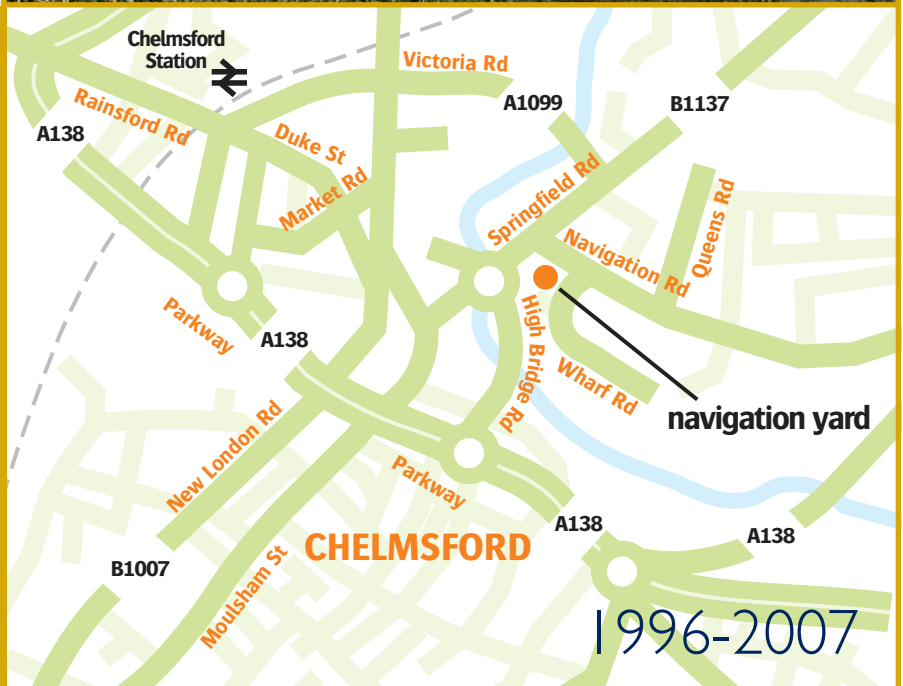 Chelmsford
Station
Victoria Rd
A1099
B1137
Rainsford Rd
A138
Duke St
Market Rd
Springfield Rd
Queens Rd
Navigation Rd
Parkway
A138
High Bridge Rd
Wharf Rd
navigation yard
New London Rd
Parkway
A138
A138
CHELMSFORD
B1007
Moulsham St
1996-2007